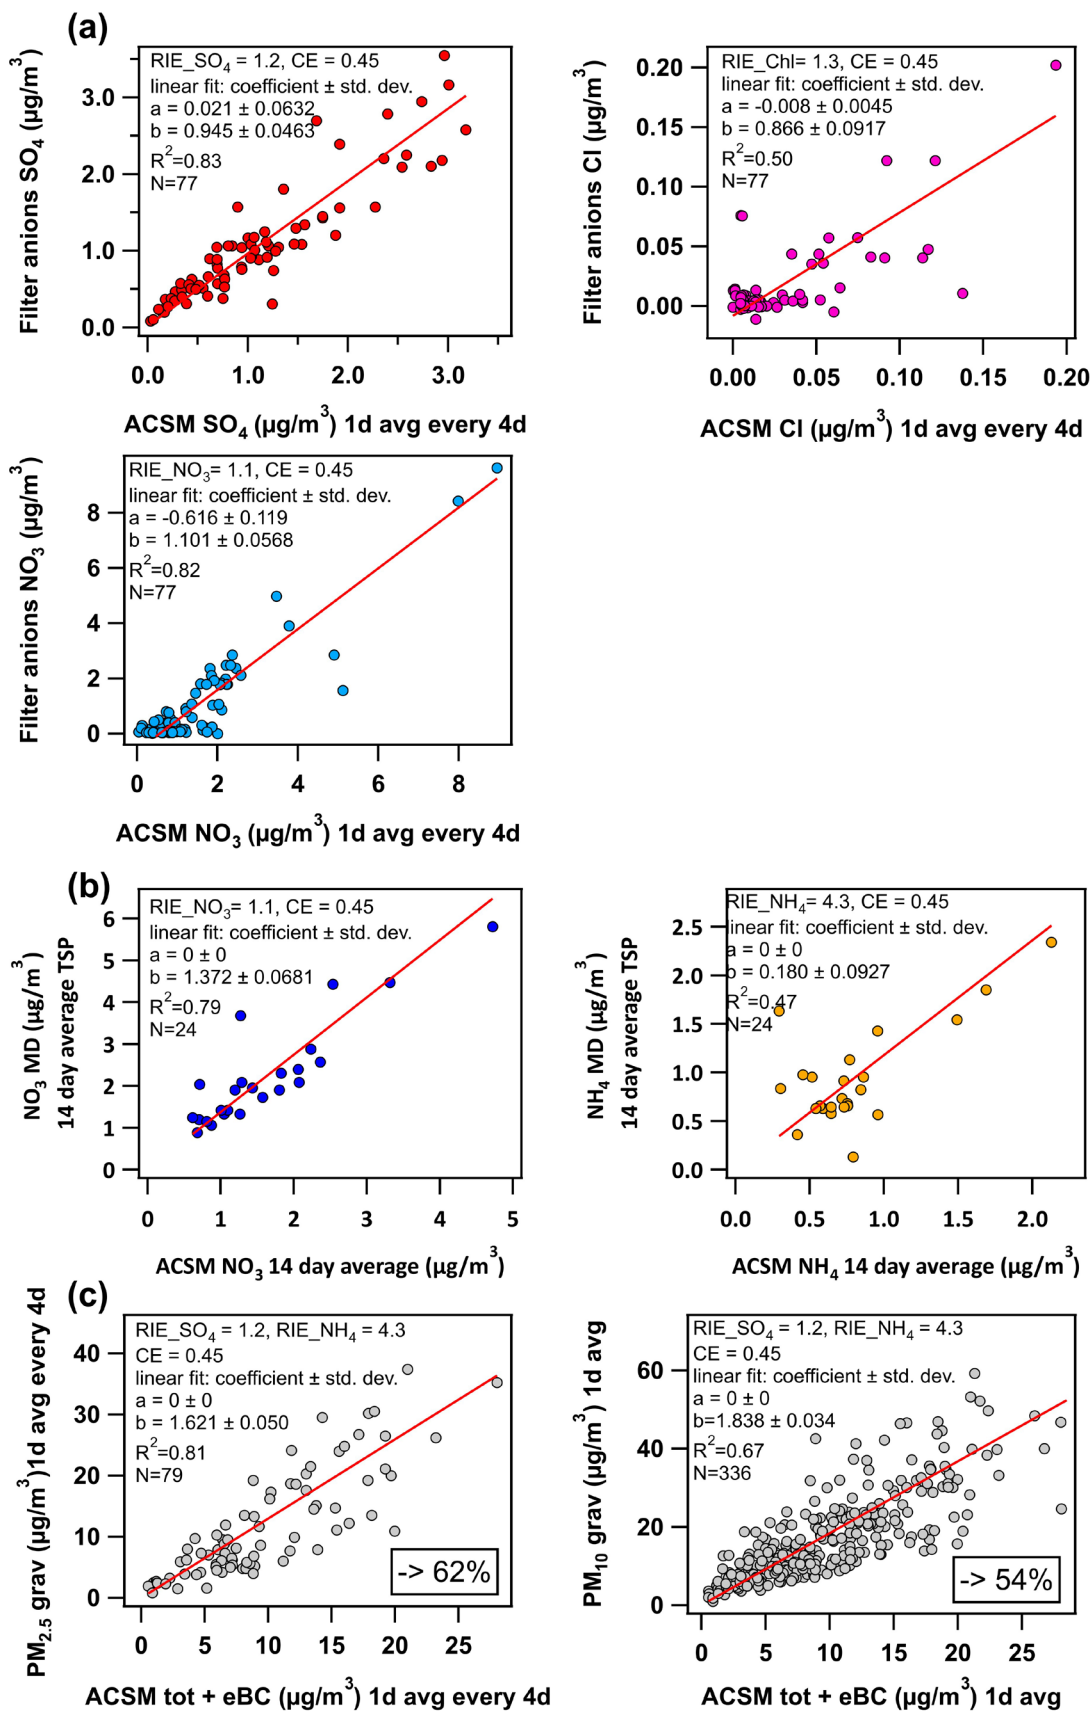 (a)
RIE_SO4 = 1.2, CE = 0.45
linear fit: coefficient ± std. dev.
a = 0.021 ± 0.0632
b = 0.945 ± 0.0463
R2=0.83
N=77
Filter anions SO4 (µg/m3)
3.0
2.0
1.0
0.0
0.0 1.0 2.0 3.0
ACSM SO4 (µg/m3) 1d avg every 4d
RIE_Chl= 1.3, CE = 0.45
linear fit: coefficient ± std. dev.
a = -0.008 ± 0.0045
b = 0.866 ± 0.0917
R2=0.50
N=77
Filter anions Cl (µg/m3)
0.20
0.15
0.10
0.05
0.00
0.00 0.05 0.10 0.15 0.20
ACSM Cl (µg/m3) 1d avg every 4d
RIE_NO3= 1.1, CE = 0.45
linear fit: coefficient ± std. dev.
a = -0.616 ± 0.119
b = 1.101 ± 0.0568
R2=0.82
N=77
Filter anions NO3 (µg/m3)
8
6
4
2
0
0 2 4 6 8
ACSM NO3 (µg/m3) 1d avg every 4d
(b)
RIE_NO3= 1.1, CE = 0.45
linear fit: coefficient ± std. dev.
a = 0 ± 0
b = 1.372 ± 0.0681
R2=0.79
N=24
NO3 MD (µg/m3)
14 day average TSP
6
5
4
3
2
1
0
0 1 2 3 4 5
ACSM NO3 14 day average (µg/m3)
RIE_NH4= 4.3, CE = 0.45
linear fit: coefficient ± std. dev.
a = 0 ± 0
b = 0.180 ± 0.0927
R2=0.47
N=24
NH4 MD (µg/m3)
14 day average TSP
2.5
2.0
1.5
1.0
0.5
0.0
0.0 0.5 1.0 1.5 2.0
ACSM NH4 14 day average (µg/m3)
(c)
RIE_SO4 = 1.2, RIE_NH4 = 4.3
CE = 0.45
linear fit: coefficient ± std. dev.
a = 0 ± 0
b = 1.621 ± 0.050
R2=0.81
N=79
-> 62%
PM2.5 grav (µg/m3)1d avg every 4d
40
30
20
10
0
0 5 10 15 20 25
ACSM tot + eBC (µg/m3) 1d avg every 4d
RIE_SO4 = 1.2, RIE_NH4 = 4.3
CE = 0.45
linear fit: coefficient ± std. dev.
a = 0 ± 0
b=1.838 ± 0.034
R2=0.67
N=336
-> 54%
PM10 grav (µg/m3) 1d avg
60
40
20
0
0 5 10 15 20 25
ACSM tot + eBC (µg/m3) 1d avg